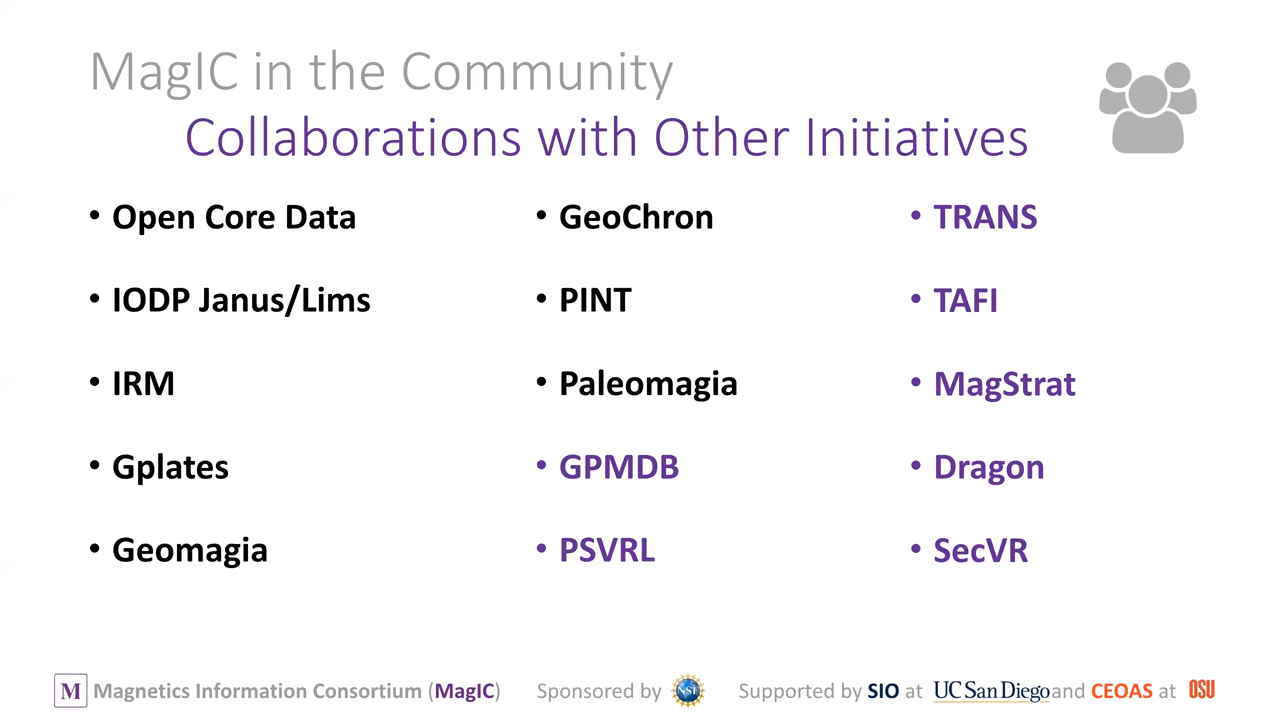 MagIC in the Community
Collaborations with Other Initiatives
• Open Core Data
• IODP Janus/Lims
• IRM
• Gplates
• Geomagia
• GeoChron
• PINT
• Paleomagia
• GPMDB
• PSVRL
• TRANS
• TAFI
• MagStrat
• Dragon
• SecVR
M Magnetics Information Consortium (MagIC) Sponsored by NSF Supported by SIO at UC San Diego and CEOAS at OSU